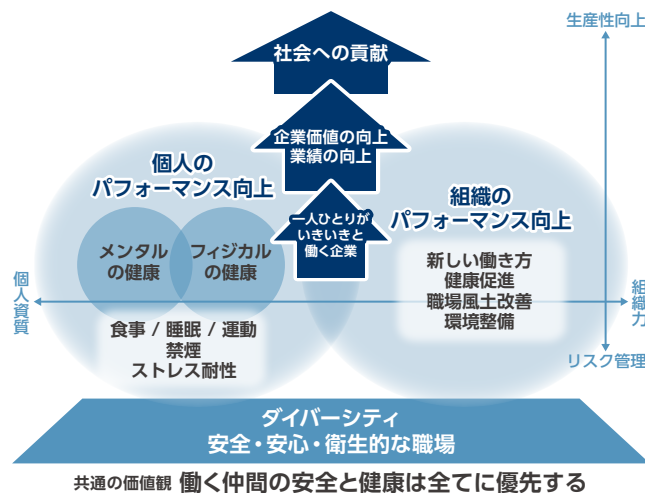 生産性向上
社会への貢献
企業価値の向上
業績の向上
個人の
パフォーマンス向上
組織の
パフォーマンス向上
一人ひとりが
いきいきと
働く企業
メンタル
の健康
フィジカル
の健康
新しい働き方
健康促進
職場風土改善
環境整備
個人資質
組織力
食事 / 睡眠 / 運動
禁煙
ストレス耐性
リスク管理
ダイバーシティ
安全・安心・衛生的な職場
共通の価値観 働く仲間の安全と健康は全てに優先する